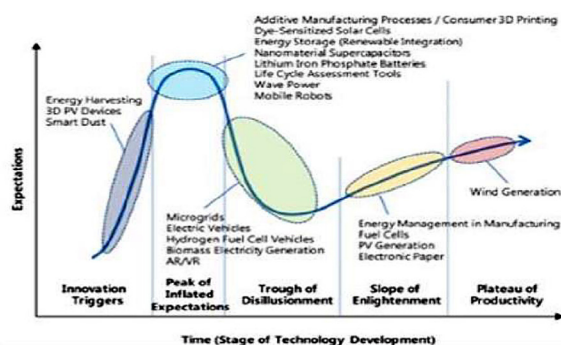 Additive Manufacturing Processes / Consumer 3D Printing
Dye-Sensitized Solar Cells
Energy Storage (Renewable Integration)
Nanomaterial Supercapacitors
Lithium Iron Phosphate Batteries
Life Cycle Assessment Tools
Wave Power
Mobile Robots
Energy Harvesting
3D PV Devices
Smart Dust
Expectations
Microgrids
Electric Vehicles
Hydrogen Fuel Cell Vehicles
Biomass Electricity Generation
AR/VR
Energy Management in Manufacturing
Fuel Cells
PV Generation
Electronic Paper
Wind Generation
Innovation
Triggers
Peak of
Inflated
Expectations
Trough of
Disillusionment
Slope of
Enlightenment
Plateau of
Productivity
Time (Stage of Technology Development)